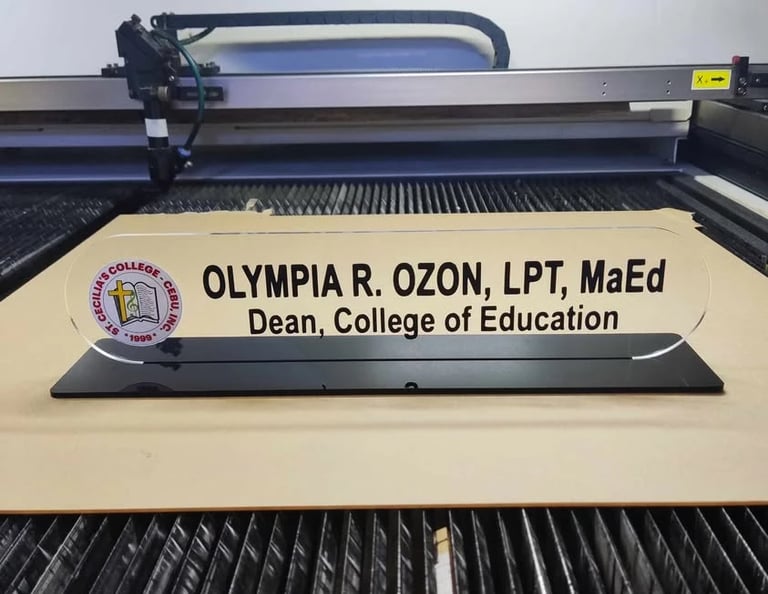 ST. CECILIA'S COLLEGE - CEBU, INC.
• 1999 •
OLYMPIA R. OZON, LPT, MaEd
Dean, College of Education
X